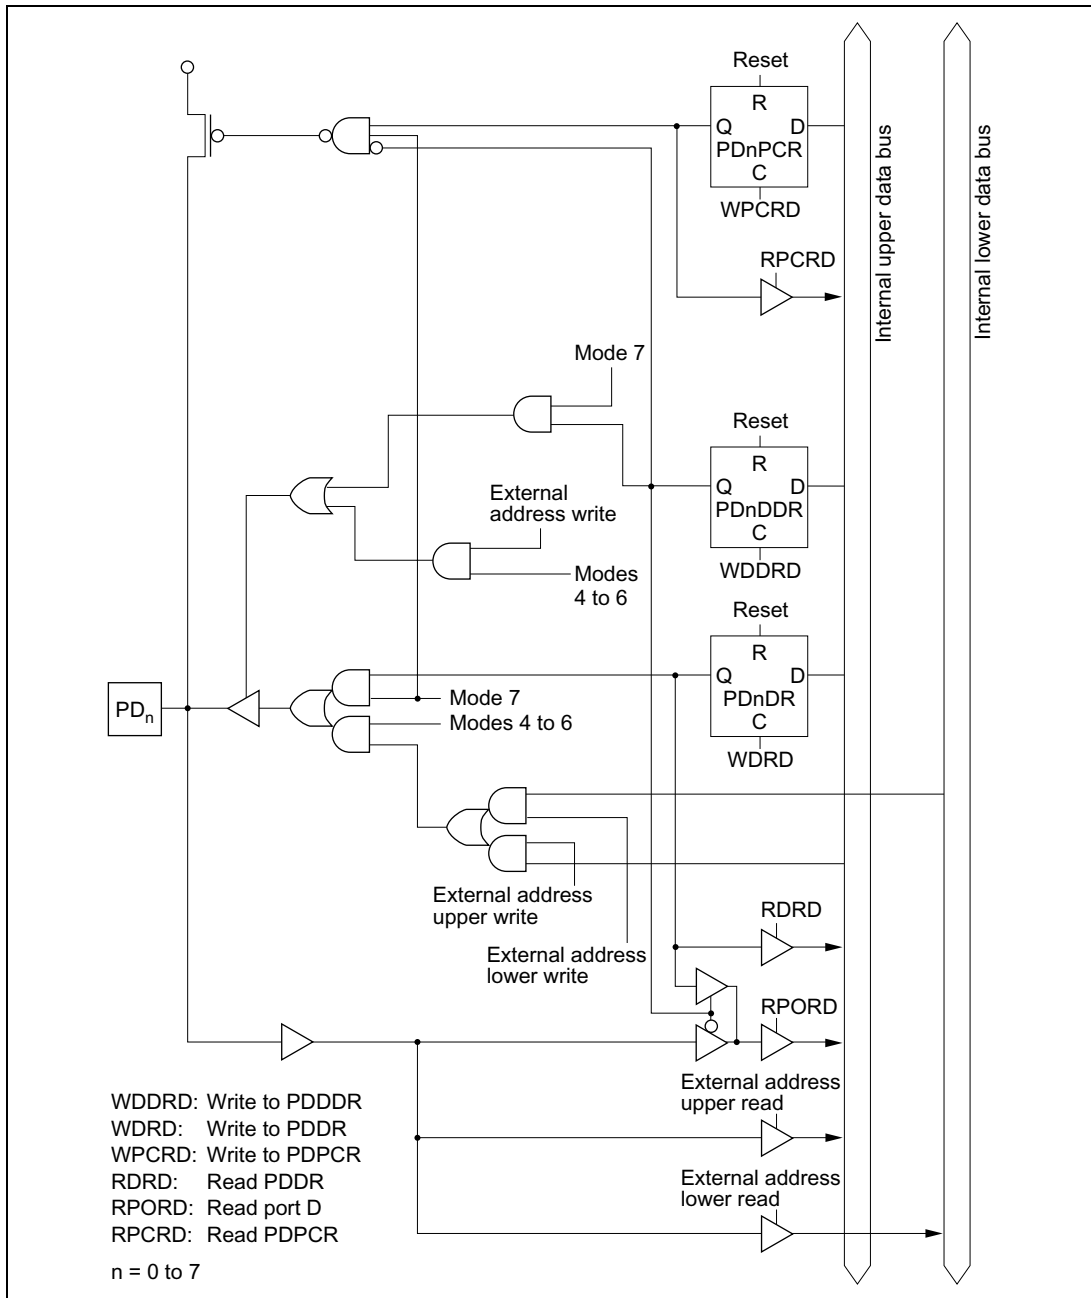 Reset
R
Q D
PDnPCR
C
WPCRD
RPCRD
Internal upper data bus
Internal lower data bus
Mode 7
Reset
R
Q D
PDnDDR
C
WDDRD
External
address write
Modes
4 to 6
Reset
R
Q D
PDnDR
C
WDRD
PDn
Mode 7
Modes 4 to 6
External address
upper write
External address
lower write
RDRD
RPORD
External address
upper read
External address
lower read
WDDRD: Write to PDDDR
WDRD: Write to PDDR
WPCRD: Write to PDPCR
RDRD: Read PDDR
RPORD: Read port D
RPCRD: Read PDPCR
n = 0 to 7